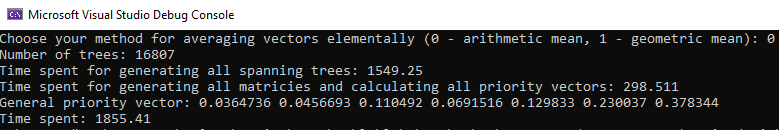 Microsoft Visual Studio Debug Console
Choose your method for averaging vectors elementally (0 - arithmetic mean, 1 - geometric mean): 0
Number of trees: 16807
Time spent for generating all spanning trees: 1549.25
Time spent for generating all matricies and calculating all priority vectors: 298.511
General priority vector: 0.0364736 0.0456693 0.110492 0.0691516 0.129833 0.230037 0.378344
Time spent: 1855.41